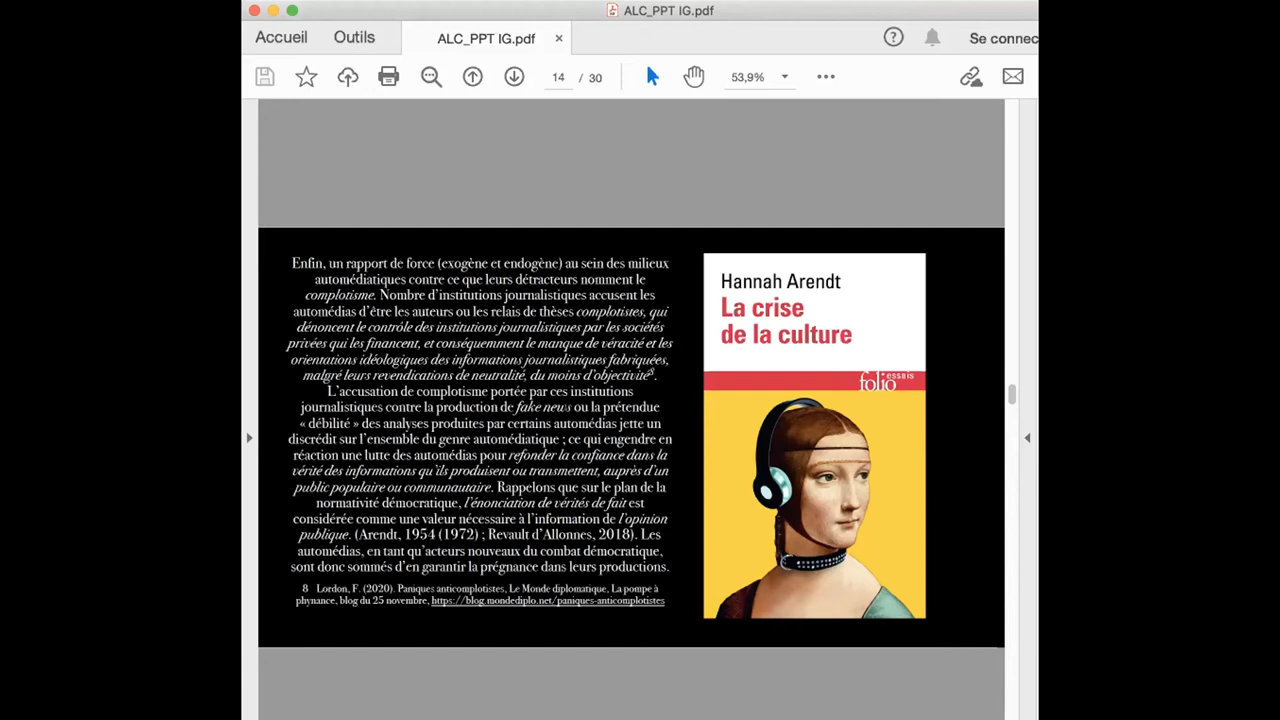 ALC_PPT IG.pdf
Accueil
Outils
ALC_PPT IG.pdf
×
?
Se connec
14 / 30
53,9%
Enfin, un rapport de force (exogène et endogène) au sein des milieux
automédiatiques contre ce que leurs détracteurs nomment le
complotisme. Nombre d'institutions journalistiques accusent les
automédias d'être les auteurs ou les relais de thèses complotistes, qui
dénoncent le contrôle des institutions journalistiques par les sociétés
privées qui les financent, et conséquemment le manque de véracité et les
orientations idéologiques des informations journalistiques fabriquées,
malgré leurs revendications de neutralité, du moins d'objectivité8.
L'accusation de complotisme portée par ces institutions
journalistiques contre la production de fake news ou la prétendue
« débilité » des analyses produites par certains automédias jette un
discrédit sur l'ensemble du genre automédiatique ; ce qui engendre en
réaction une lutte des automédias pour refonder la confiance dans la
vérité des informations qu'ils produisent ou transmettent, auprès d'un
public populaire ou communautaire. Rappelons que sur le plan de la
normativité démocratique, l'énonciation de vérités de fait est
considérée comme une valeur nécessaire à l'information de l'opinion
publique. (Arendt, 1954 (1972) ; Revault d'Allonnes, 2018). Les
automédias, en tant qu'acteurs nouveaux du combat démocratique,
sont donc sommés d'en garantir la prégnance dans leurs productions.
8 Lordon, F. (2020). Paniques anticomplotistes, Le Monde diplomatique, La pompe à
phynance, blog du 25 novembre, https://blog.mondediplo.net/paniques-anticomplotistes
Hannah Arendt
La crise
de la culture
folio essais